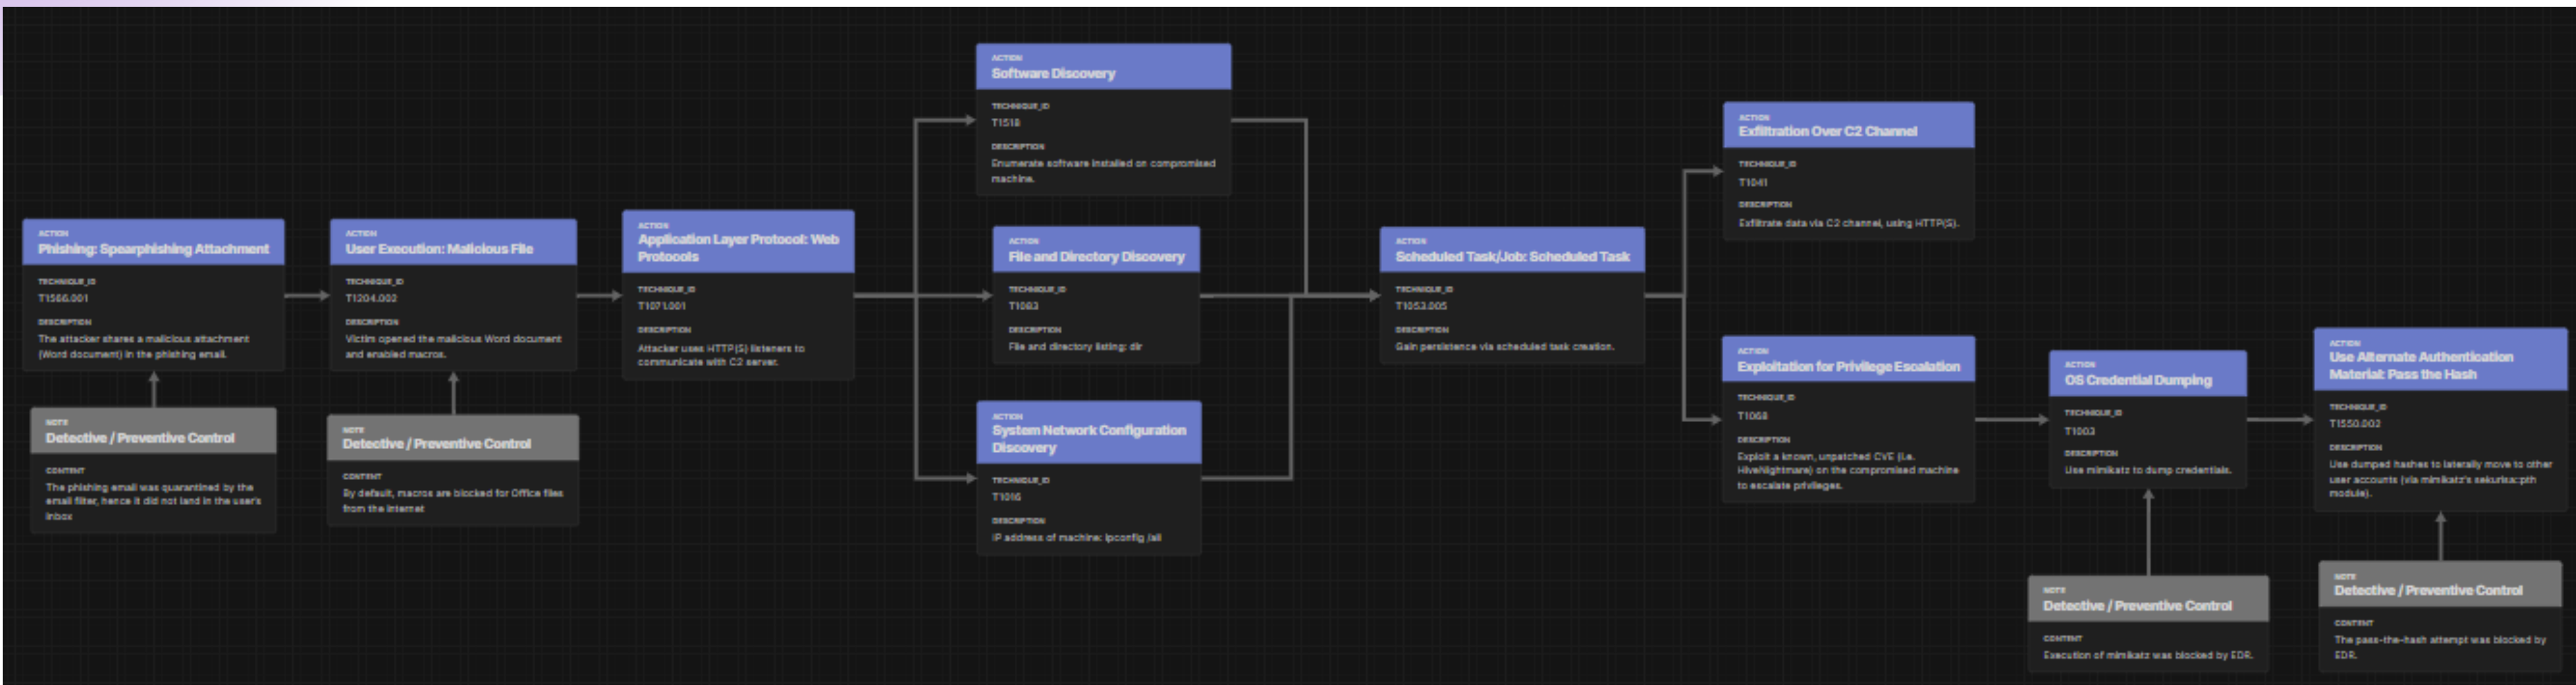 ACTION
Phishing: Spearphishing Attachment
TECHNIQUE_ID
T1566.001
DESCRIPTION
The attacker shares a malicious attachment
(Word document) in the phishing email.
NOTE
Detective / Preventive Control
CONTENT
The phishing email was quarantined by the
email filter, hence it did not land in the user's
inbox
ACTION
User Execution: Malicious File
TECHNIQUE_ID
T1204.002
DESCRIPTION
Victim opened the malicious Word document
and enabled macros.
NOTE
Detective / Preventive Control
CONTENT
By default, macros are blocked for Office files
from the internet
ACTION
Application Layer Protocol: Web
Protocols
TECHNIQUE_ID
T1071.001
DESCRIPTION
Attacker uses HTTP(S) listeners to
communicate with C2 server.
ACTION
Software Discovery
TECHNIQUE_ID
T1518
DESCRIPTION
Enumerate software installed on compromised
machine.
ACTION
File and Directory Discovery
TECHNIQUE_ID
T1083
DESCRIPTION
File and directory listing: dir
ACTION
System Network Configuration
Discovery
TECHNIQUE_ID
T1016
DESCRIPTION
IP address of machine: ipconfig /all
ACTION
Scheduled Task/Job: Scheduled Task
TECHNIQUE_ID
T1053.005
DESCRIPTION
Gain persistence via scheduled task creation.
ACTION
Exfiltration Over C2 Channel
TECHNIQUE_ID
T1041
DESCRIPTION
Exfiltrate data via C2 channel, using HTTP(S).
ACTION
Exploitation for Privilege Escalation
TECHNIQUE_ID
T1068
DESCRIPTION
Exploit a known, unpatched CVE (i.e.
HiveNightmare) on the compromised machine
to escalate privileges.
ACTION
OS Credential Dumping
TECHNIQUE_ID
T1003
DESCRIPTION
Use mimikatz to dump credentials.
NOTE
Detective / Preventive Control
CONTENT
Execution of mimikatz was blocked by EDR.
ACTION
Use Alternate Authentication
Material: Pass the Hash
TECHNIQUE_ID
T1550.002
DESCRIPTION
Use dumped hashes to laterally move to other
user accounts (via mimikatz's sekurlsa::pth
module).
NOTE
Detective / Preventive Control
CONTENT
The pass-the-hash attempt was blocked by
EDR.